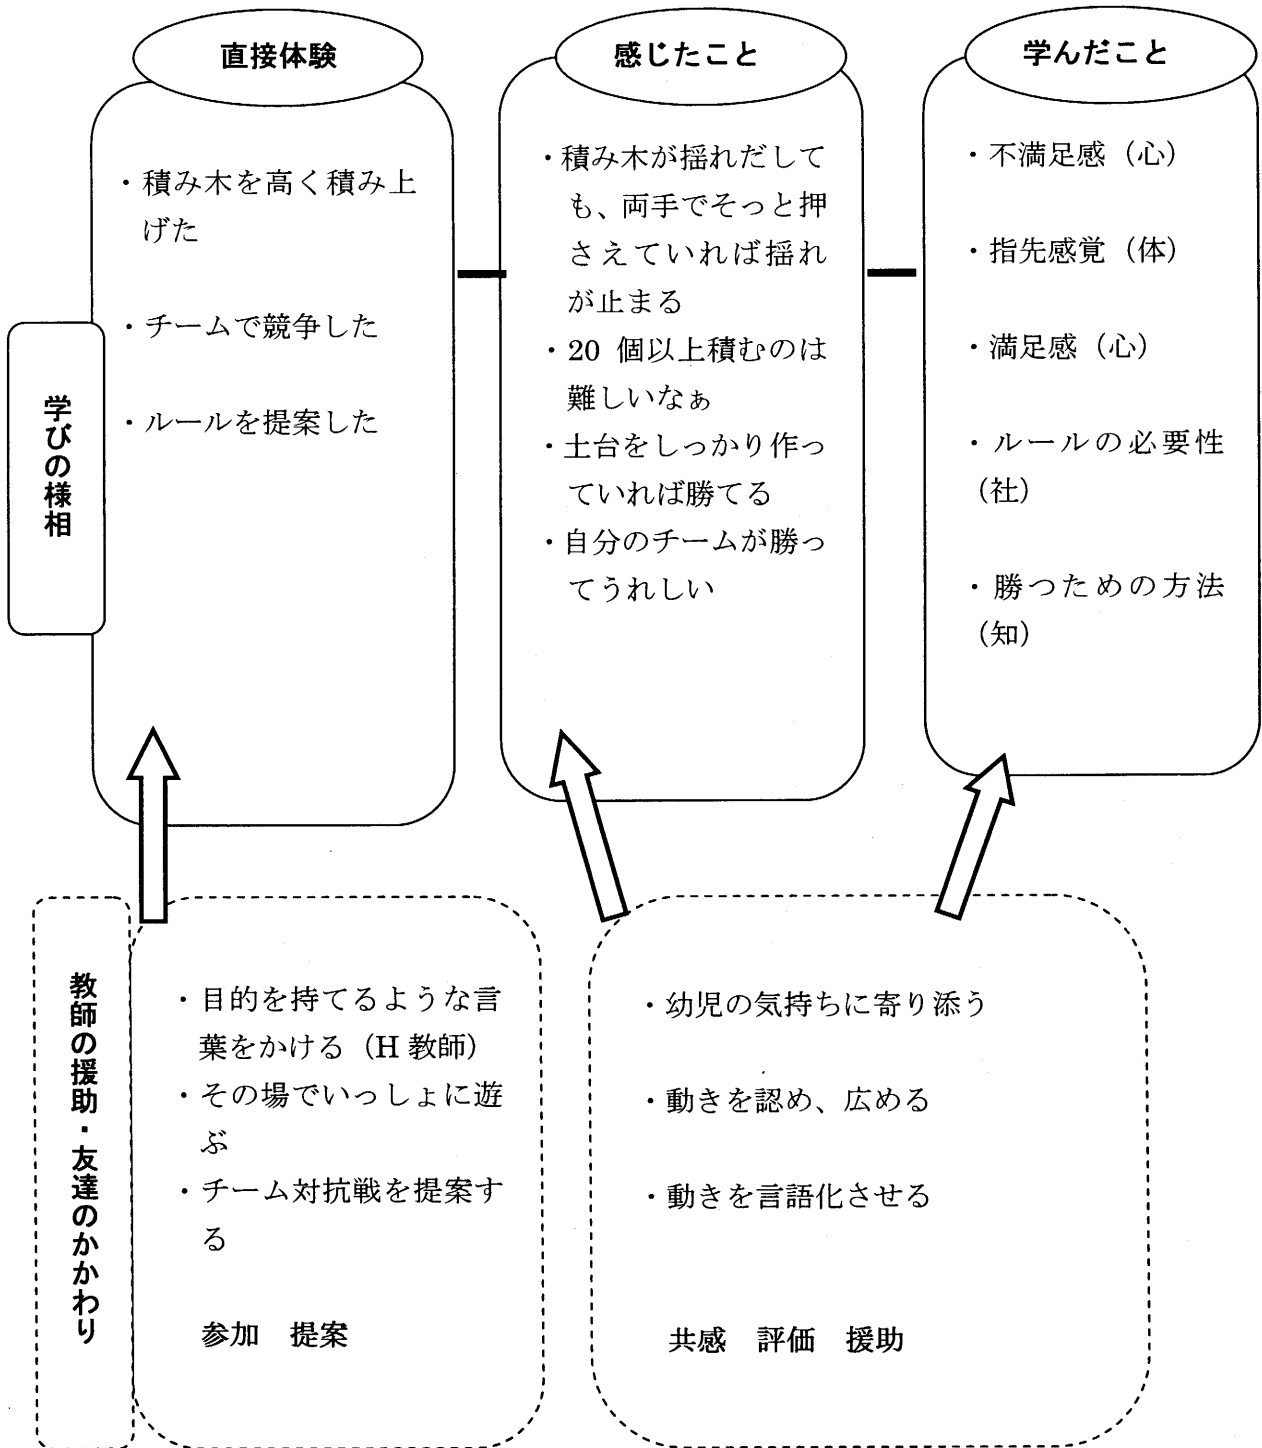 直接体験
・積み木を高く積み上
げた
・チームで競争した
・ルールを提案した
感じたこと
・積み木が揺れだして
も、両手でそっと押
さえていれば揺れ
が止まる
・20 個以上積むのは
難しいなぁ
・土台をしっかり作っ
ていれば勝てる
・自分のチームが勝っ
てうれしい
学んだこと
・不満足感（心）
・指先感覚（体）
・満足感（心）
・ルールの必要性
（社）
・勝つための方法
（知）
学びの様相
教師の援助・友達のかかわり
・目的を持てるような言
葉をかける（H 教師）
・その場でいっしょに遊
ぶ
・チーム対抗戦を提案す
る
参加　提案
・幼児の気持ちに寄り添う
・動きを認め、広める
・動きを言語化させる
共感　評価　援助